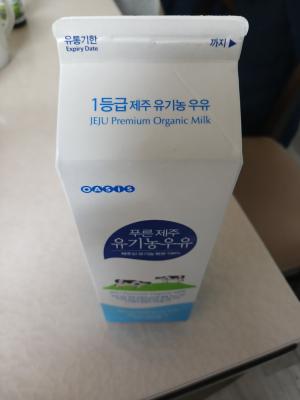 유통기한
Expiry Date
까지▶
1등급 제주 유기농 우유
JEJU Premium Organic Milk
OASIS
푸른 제주
유기농우유